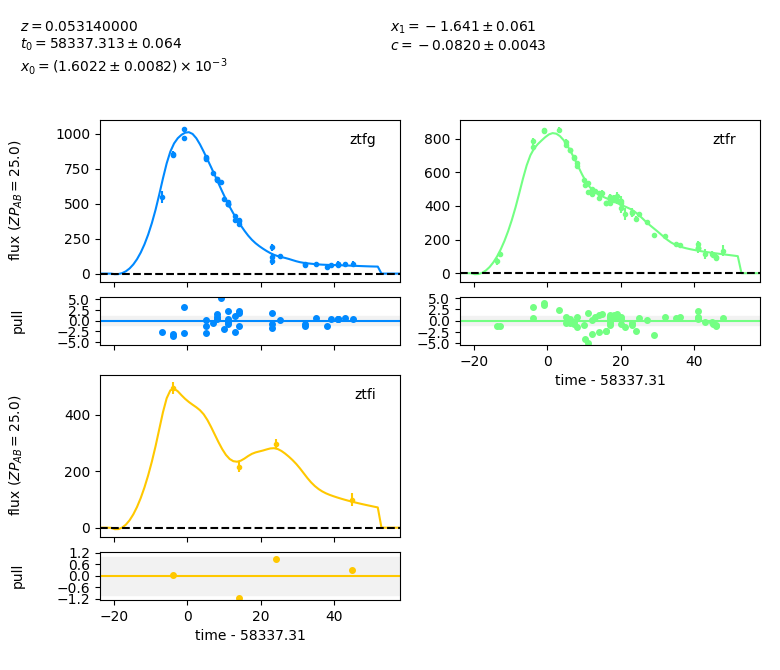 z = 0.053140000
t₀ = 58337.313 ± 0.064
x₀ = (1.6022 ± 0.0082) × 10⁻³
x₁ = −1.641 ± 0.061
c = −0.0820 ± 0.0043
flux (ZP_AB = 25.0)
1000
750
500
250
0
ztfg
pull
5.0
2.5
0.0
−2.5
−5.0
800
600
400
200
0
ztfr
5.0
2.5
0.0
−2.5
−5.0
−20 0 20 40
time - 58337.31
flux (ZP_AB = 25.0)
400
200
0
ztfi
pull
1.2
0.6
0.0
−0.6
−1.2
−20 0 20 40
time - 58337.31